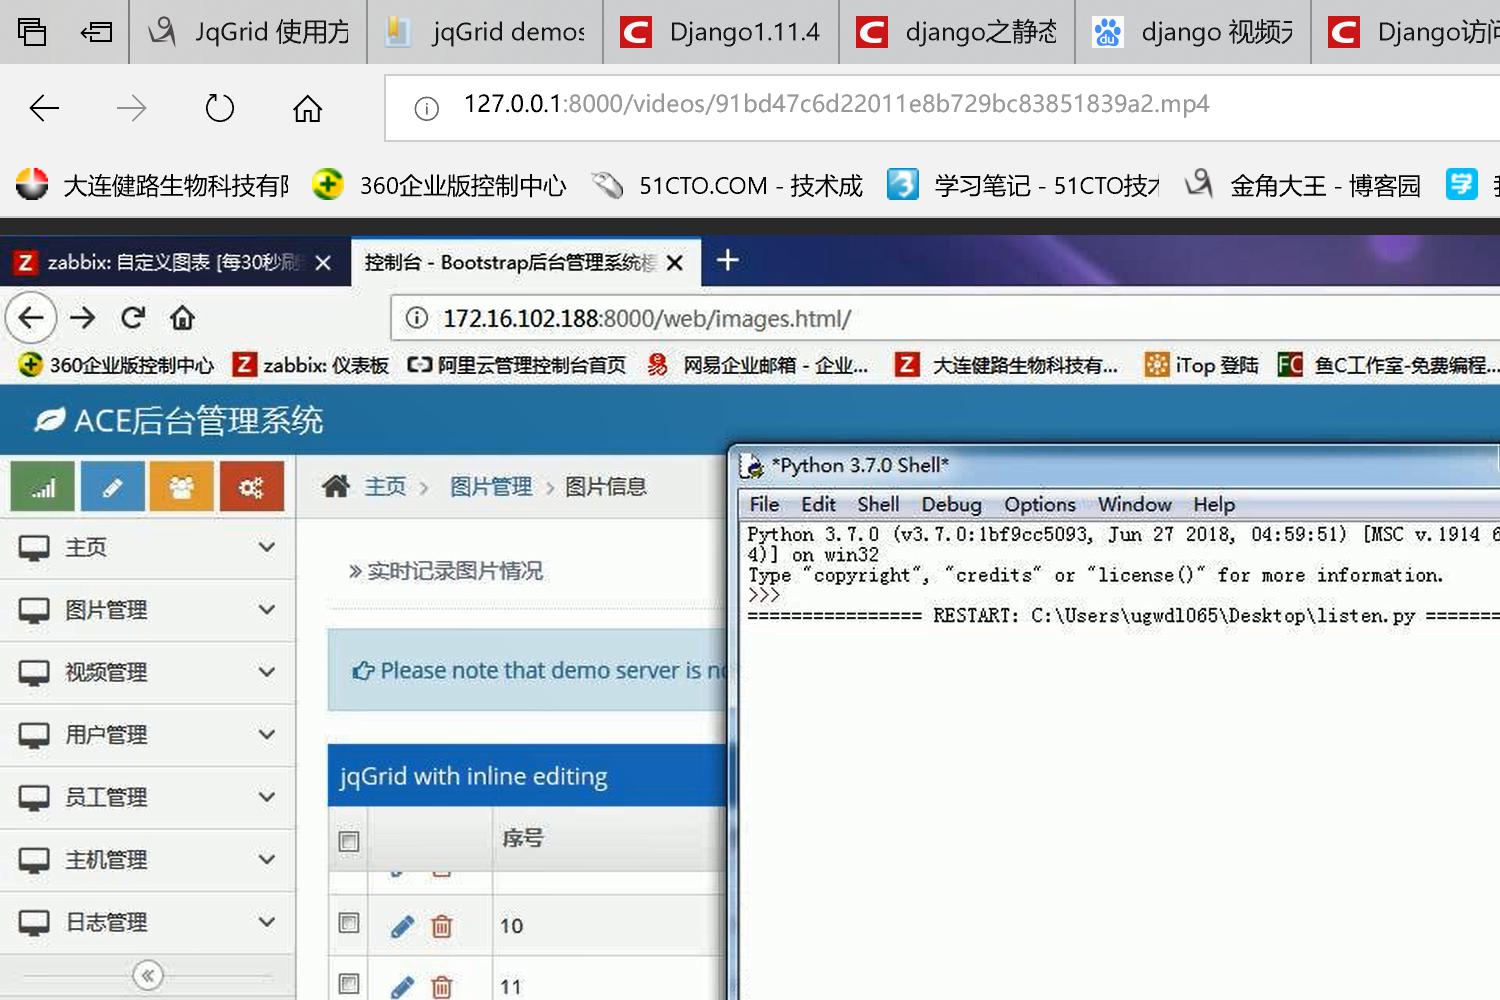 JqGrid 使用方
jqGrid demos
Django1.11.4
django之静态
django 视频
Django访问
127.0.0.1:8000/videos/91bd47c6d22011e8b729bc83851839a2.mp4
大连健路生物科技有限
360企业版控制中心
51CTO.COM - 技术成
学习笔记 - 51CTO技术
金角大王 - 博客园
学
zabbix: 自定义图表 [每30秒刷
控制台 - Bootstrap后台管理系统模
172.16.102.188:8000/web/images.html/
360企业版控制中心
zabbix: 仪表板
阿里云管理控制台首页
网易企业邮箱 - 企业...
大连健路生物科技有...
iTop 登陆
鱼C工作室-免费编程...
ACE后台管理系统
主页
图片管理
图片信息
主页
图片管理
视频管理
用户管理
员工管理
主机管理
日志管理
实时记录图片情况
Please note that demo server is
jqGrid with inline editing
序号
10
11
*Python 3.7.0 Shell*
File Edit Shell Debug Options Window Help
Python 3.7.0 (v3.7.0:1bf9cc5093, Jun 27 2018, 04:59:51) [MSC v.1914 6
4)] on win32
Type "copyright", "credits" or "license()" for more information.
>>>
================ RESTART: C:\Users\ugwdl065\Desktop\listen.py =======